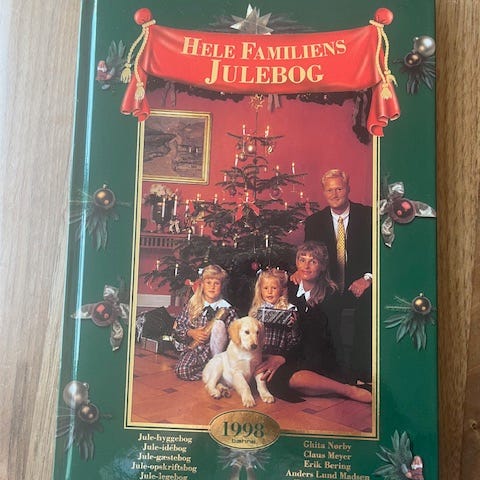 HELE FAMILIENS
JULEBOG
1998
bøhne
Jule-hyggebog
Jule-idébog
Jule-gæstebog
Jule-opskriftsbog
Jule-legebog
Ghita Nørby
Claus Meyer
Erik Bering
Anders Lund Madsen